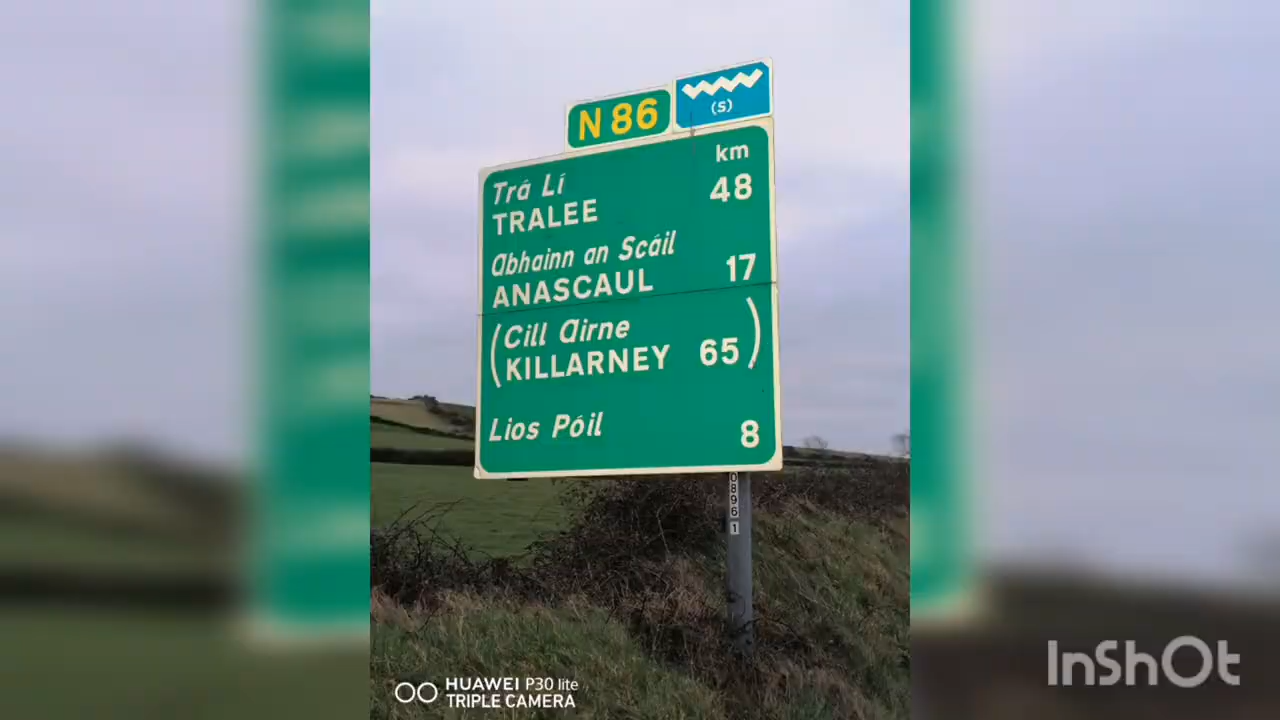 N 86
(S)
km
Trá Lí
TRALEE 48
abhainn an Scáil
ANASCAUL 17
(Cill airne
KILLARNEY 65)
Lios Póil 8
08961
InShOt
HUAWEI P30 lite
TRIPLE CAMERA